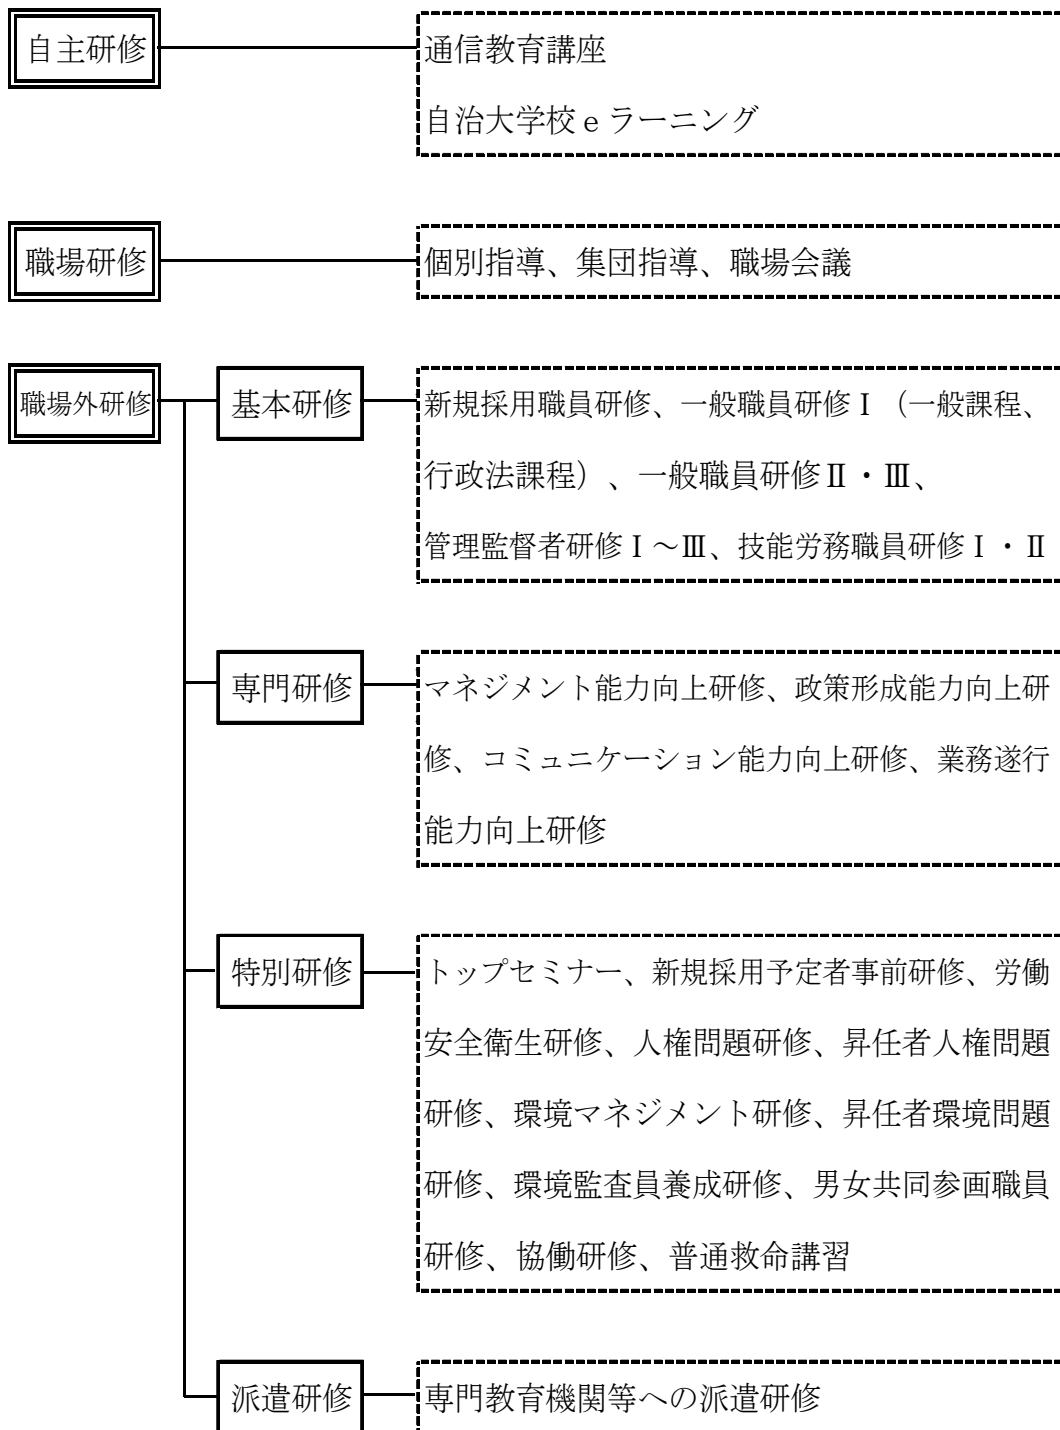 自主研修
通信教育講座
自治大学校ｅラーニング
職場研修
個別指導、集団指導、職場会議
職場外研修
基本研修
新規採用職員研修、一般職員研修Ⅰ（一般課程、
行政法課程）、一般職員研修Ⅱ・Ⅲ、
管理監督者研修Ⅰ～Ⅲ、技能労務職員研修Ⅰ・Ⅱ
専門研修
マネジメント能力向上研修、政策形成能力向上研
修、コミュニケーション能力向上研修、業務遂行
能力向上研修
特別研修
トップセミナー、新規採用予定者事前研修、労働
安全衛生研修、人権問題研修、昇任者人権問題
研修、環境マネジメント研修、昇任者環境問題
研修、環境監査員養成研修、男女共同参画職員
研修、協働研修、普通救命講習
派遣研修
専門教育機関等への派遣研修